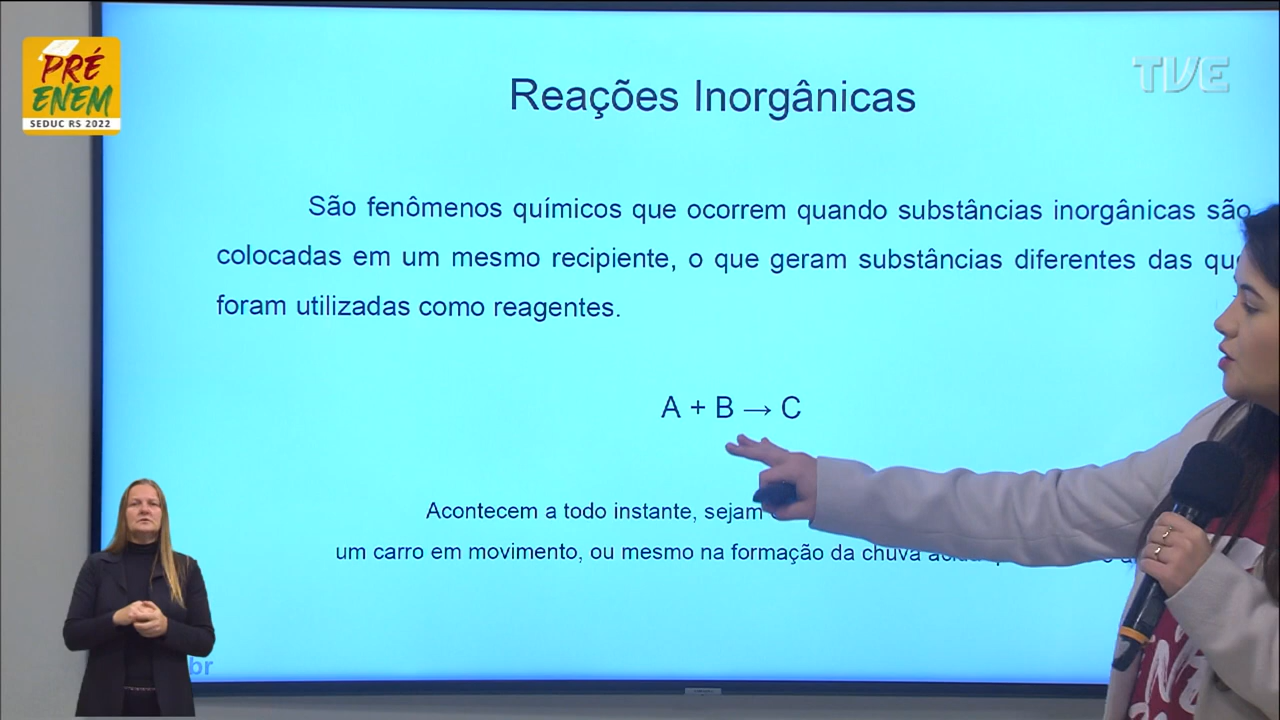 PRÉ
ENEM
SEDUC RS 2022
TVE
Reações Inorgânicas
São fenômenos químicos que ocorrem quando substâncias inorgânicas são
colocadas em um mesmo recipiente, o que geram substâncias diferentes das que
foram utilizadas como reagentes.
A + B → C
Acontecem a todo instante, sejam
um carro em movimento, ou mesmo na formação da chuva ácida
br